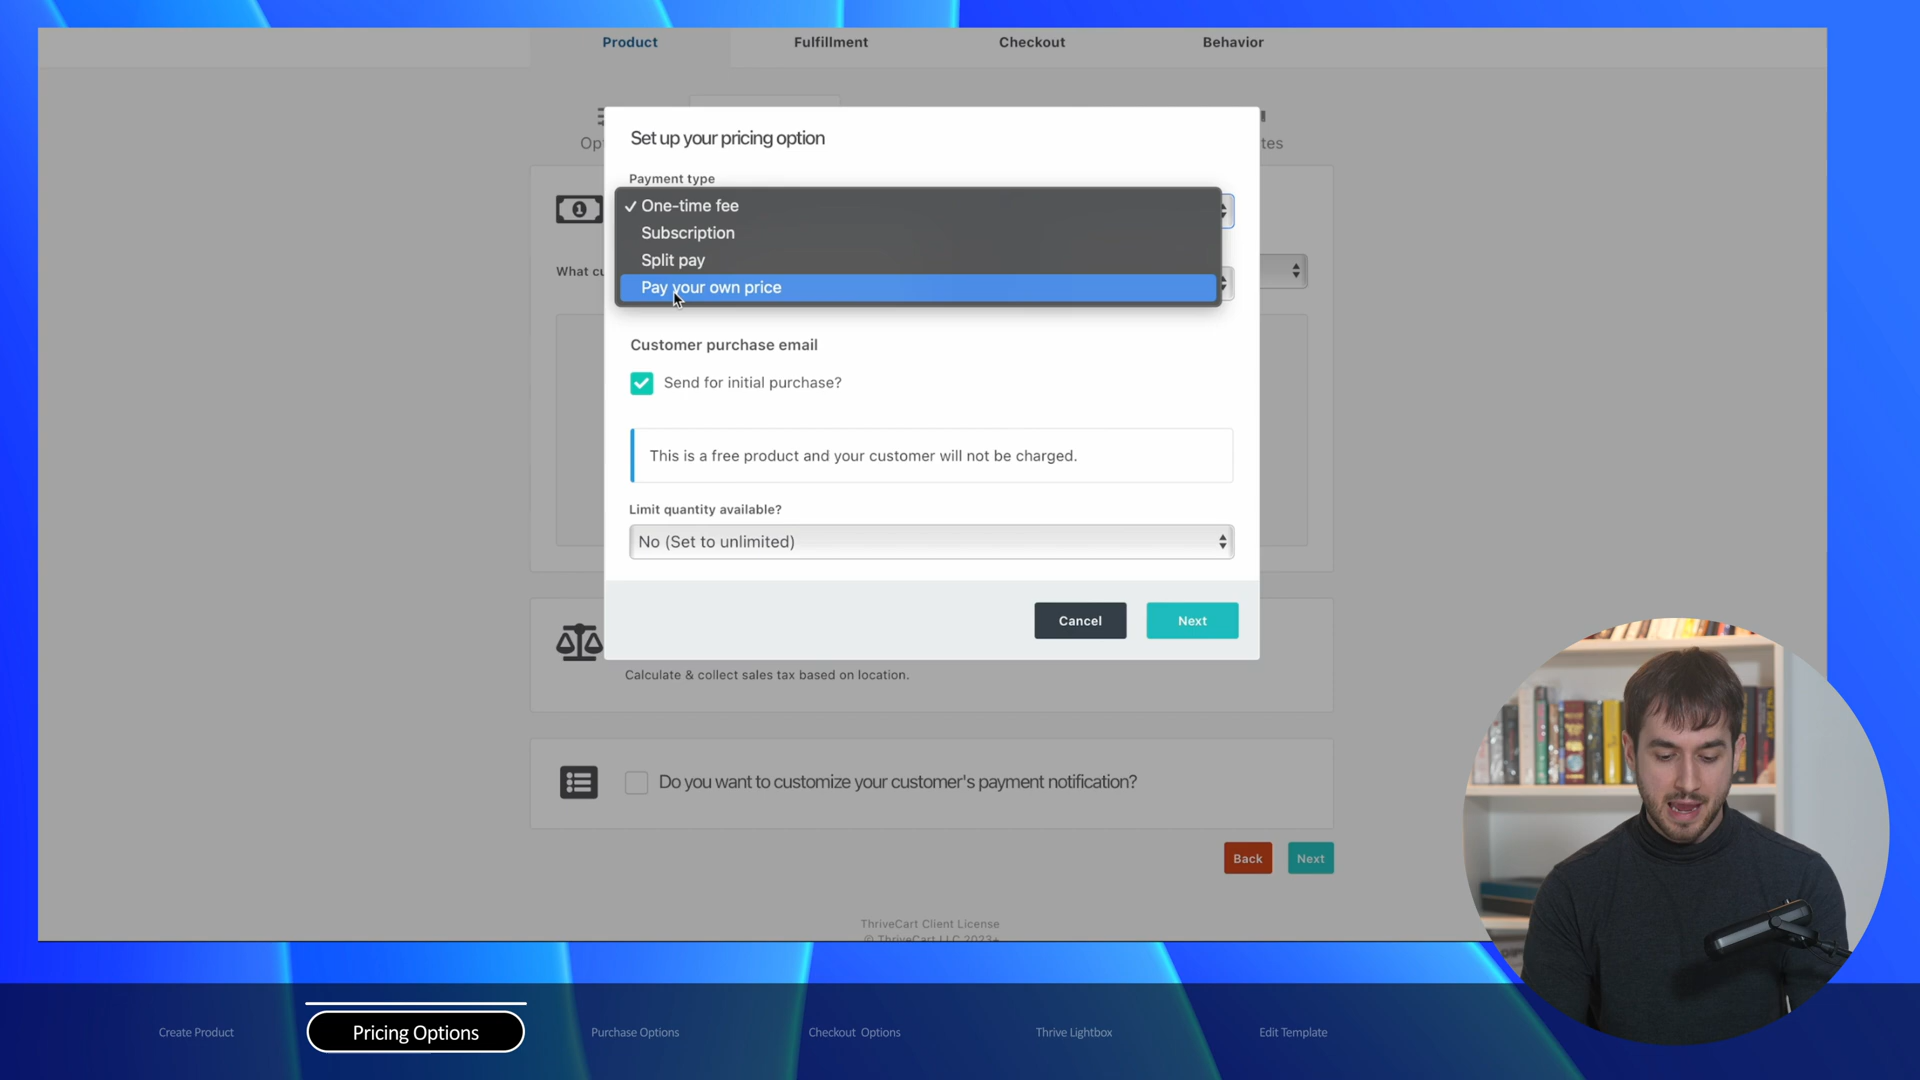 Product
Fulfillment
Checkout
Behavior
Set up your pricing option
Payment type
✓ One-time fee
Subscription
Split pay
Pay your own price
What cu
Customer purchase email
Send for initial purchase?
This is a free product and your customer will not be charged.
Limit quantity available?
No (Set to unlimited)
Cancel
Next
Calculate & collect sales tax based on location.
Do you want to customize your customer's payment notification?
Back
Next
ThriveCart Client License
© ThriveCart LLC 2023+
Create Product
Pricing Options
Purchase Options
Checkout Options
Thrive Lightbox
Edit Template